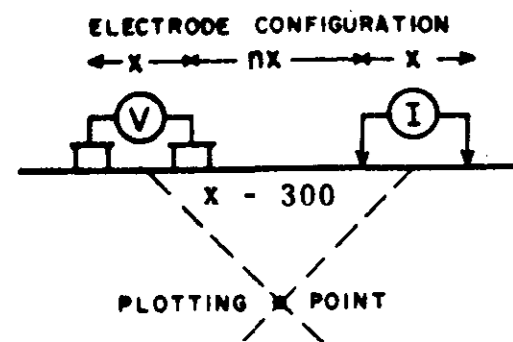 ELECTRODE CONFIGURATION
x nx x
V I
x - 300
PLOTTING POINT